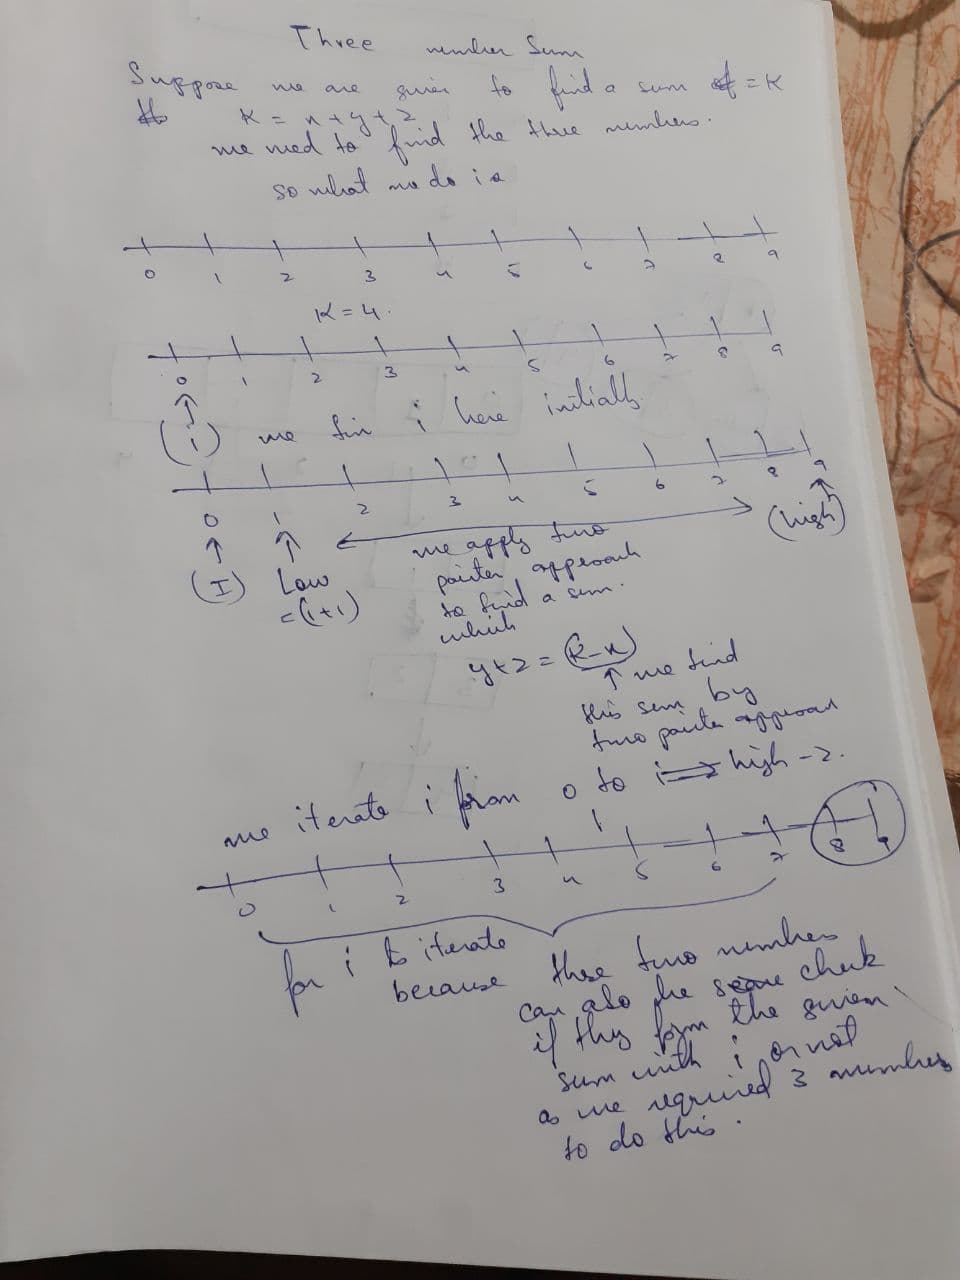 Three number Sum
Suppose we are given to find a sum = K
K = x + y + z
we need to find the three numbers.
so what we do is
0 1 2 3 4 5 6 7 8 9
K = 4.
0 1 2 3 4 5 6 7 8 9
(i) we fix i here initially
0 1 2 3 4 5 6 7 8 9
(I) Low (high)
=(i+1)
we apply two
pointer approach
to find a sum.
which
y+z = (k-x)
we find
this sum by
two pointer approach
we iterate i from 0 to i => high -2.
0 1 2 3 4 5 6 7 8 9
for i to iterate
because these two numbers
can also be check
if they form the given
sum with i or not
as we required 3 numbers
to do this.